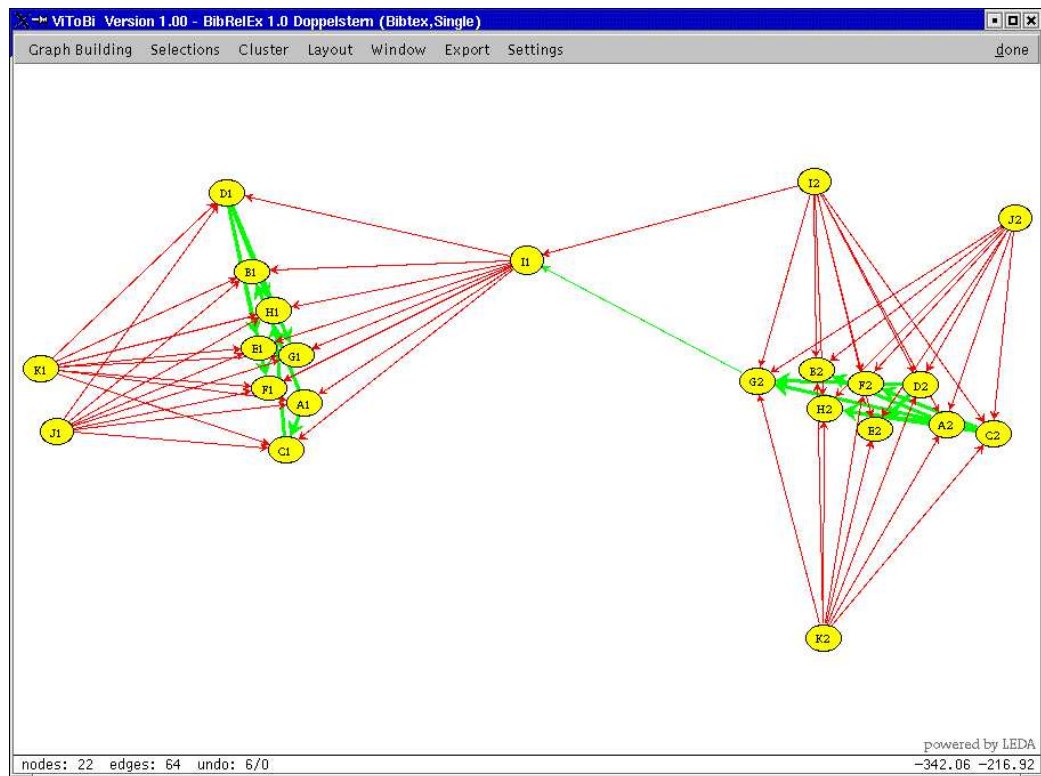 ViToBi Version 1.00 - BibRelEx 1.0 Doppelstern (Bibtex,Single)
Graph Building Selections Cluster Layout Window Export Settings done
I2
D1
J2
I1
B1
H1
E1
G1
K1
B2
G2
F2
D2
F1
A1
H2
A2
J1
E2
C2
C1
K2
powered by LEDA
nodes: 22 edges: 64 undo: 6/0 -342.06 -216.92